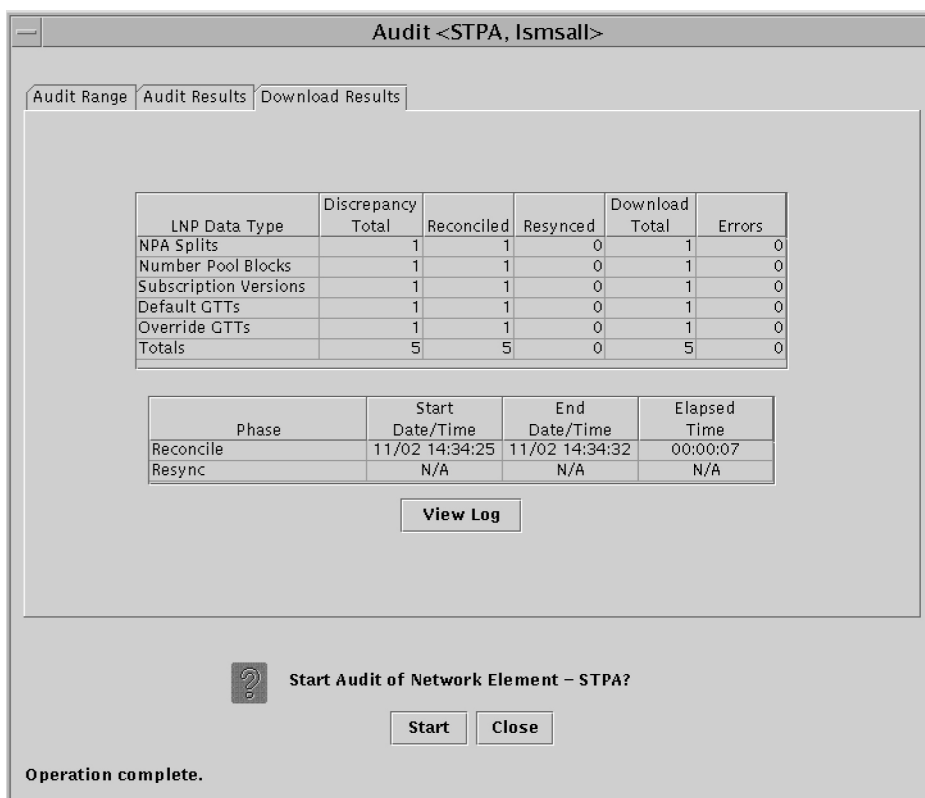 Audit <STPA, lsmsall>
Audit Range Audit Results Download Results
LNP Data Type Discrepancy Total Reconciled Resynced Download Total Errors
NPA Splits 1 1 0 1 0
Number Pool Blocks 1 1 0 1 0
Subscription Versions 1 1 0 1 0
Default GTTs 1 1 0 1 0
Override GTTs 1 1 0 1 0
Totals 5 5 0 5 0
Phase Start Date/Time End Date/Time Elapsed Time
Reconcile 11/02 14:34:25 11/02 14:34:32 00:00:07
Resync N/A N/A N/A
View Log
? Start Audit of Network Element – STPA?
Start Close
Operation complete.